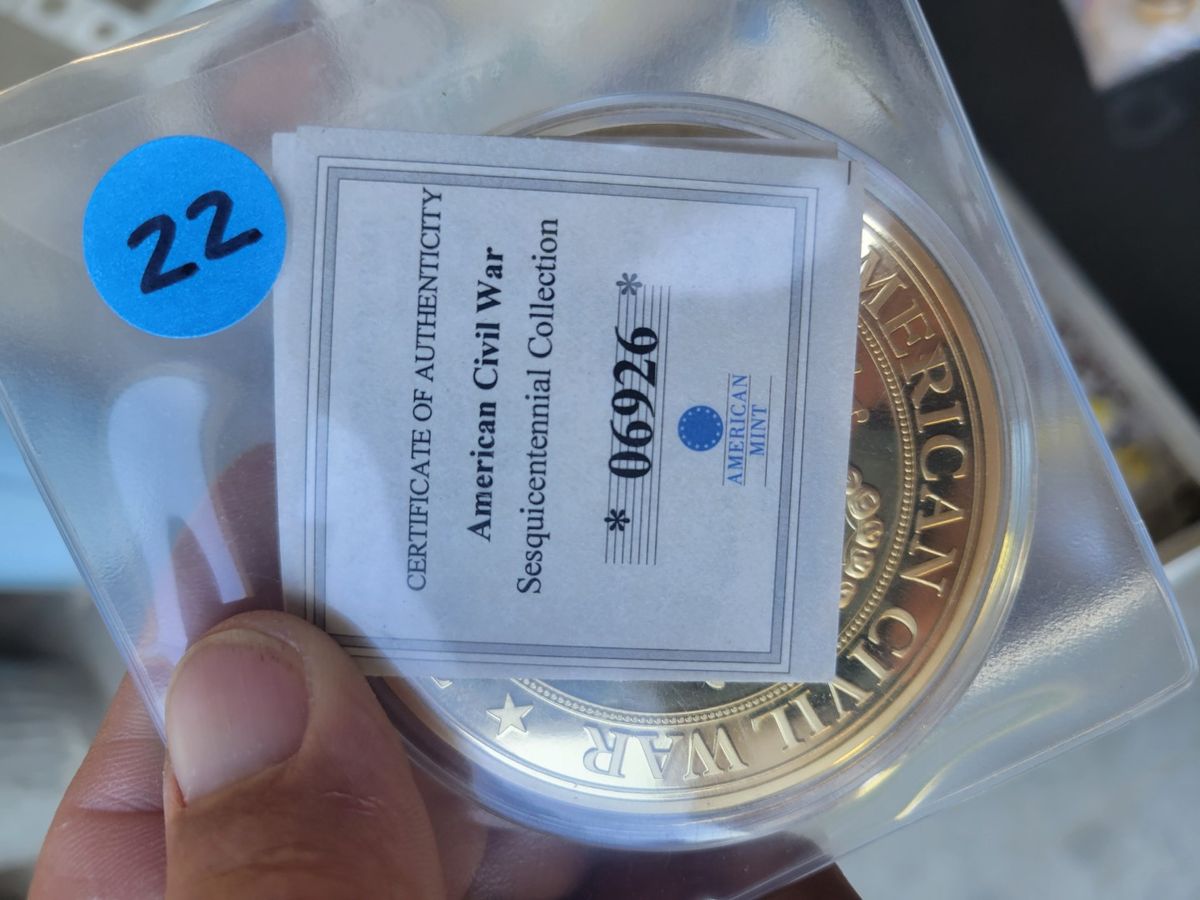 22
CERTIFICATE OF AUTHENTICITY
American Civil War
Sesquicentennial Collection
* 06926 *
AMERICAN
MINT
AMERICAN CIVIL WAR